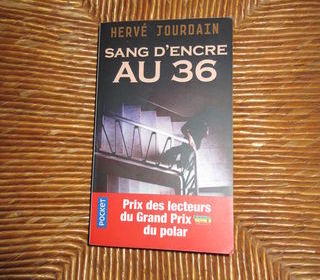 HERVÉ JOURDAIN
SANG D'ENCRE
AU 36
POCKET
Prix des lecteurs
du Grand Prix
du polar